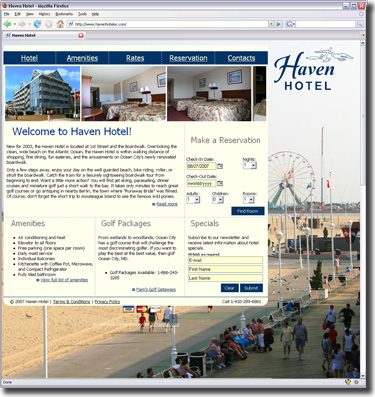 Haven Hotel - Mozilla Firefox
File Edit View History Bookmarks Tools Help
http://www.havenhoteloc.com/
Haven Hotel
Hotel Amenities Rates Reservation Contacts
Haven
HOTEL
Welcome to Haven Hotel!
New for 2005, the Haven Hotel is located at 1st Street and the Boardwalk. Overlooking the
clean, wide beach on the Atlantic Ocean, the Haven Hotel is within walking distance of
shopping, fine dining, fun eateries, and the amusements on Ocean City's newly renovated
boardwalk.
Only a few steps away, enjoy your day on the well guarded beach, bike riding, roller, or
stroll the boardwalk. Catch the tram for a leisurely sightseeing boardwalk tour from
beginning to end. Want a little more action? You will find jet skiing, parasailing, dinner
cruises and miniature golf just a short walk to the bay. It takes only minutes to reach great
golf courses or go antiquing in nearby Berlin, the town where "Runaway Bride" was filmed.
Of course, don't forget the short trip to Assateague Island to see the famous wild ponies.
Read more
Make a Reservation
Check-In Date: Nights:
08/27/2007 1
Check-Out Date:
mm/dd/yyyy
Adults: Children: Rooms:
1 0 1
Find Room
Amenities
Air conditioning and heat
Elevator to all floors
Free parking (one space per room)
Daily maid service
Individual balconies
Kitchenette with Coffee Pot, Microwave,
and Compact Refrigerator
Fully tiled bathroom
View full list of amenities
Golf Packages
From wetlands to woodlands, Ocean City
has a golf course that will challenge the
most discriminating golfer. If you want to
play the best at the best value, then golf
Ocean City, MD.
Golf Packages Available: 1-866-243-
3285
Pam's Golf Getaways
Specials
Subscribe to our newsletter and
receive latest information about hotel
specials.
All fields are required.
E-mail
First Name
Last Name
Clear Submit
© 2007 Haven Hotel | Terms & Conditions | Privacy Policy
Call 1-410-289-6881
Done